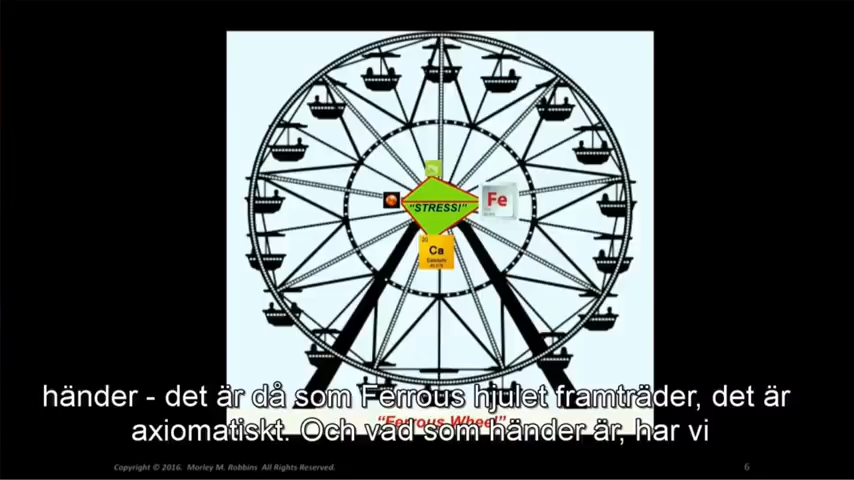 "STRESS!"
Fe
20
Ca
Calcium
"Ferrous Wheel"
händer - det är då som Ferrous hjulet framträder, det är
axiomatiskt. Och vad som händer är, har vi
Copyright © 2016. Morley M. Robbins All Rights Reserved.
6